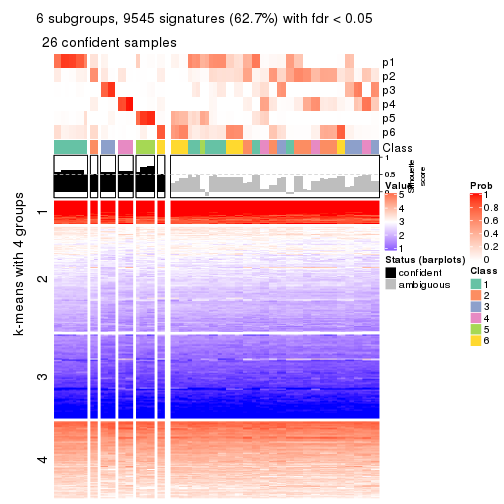 6 subgroups, 9545 signatures (62.7%) with fdr < 0.05
26 confident samples
p1
p2
p3
p4
p5
p6
Class
1
0.5
0
Silhouette
score
k-means with 4 groups
1
2
3
4
Value
5
4
3
2
1
Status (barplots)
confident
ambiguous
Prob
1
0.8
0.6
0.4
0.2
0
Class
1
2
3
4
5
6